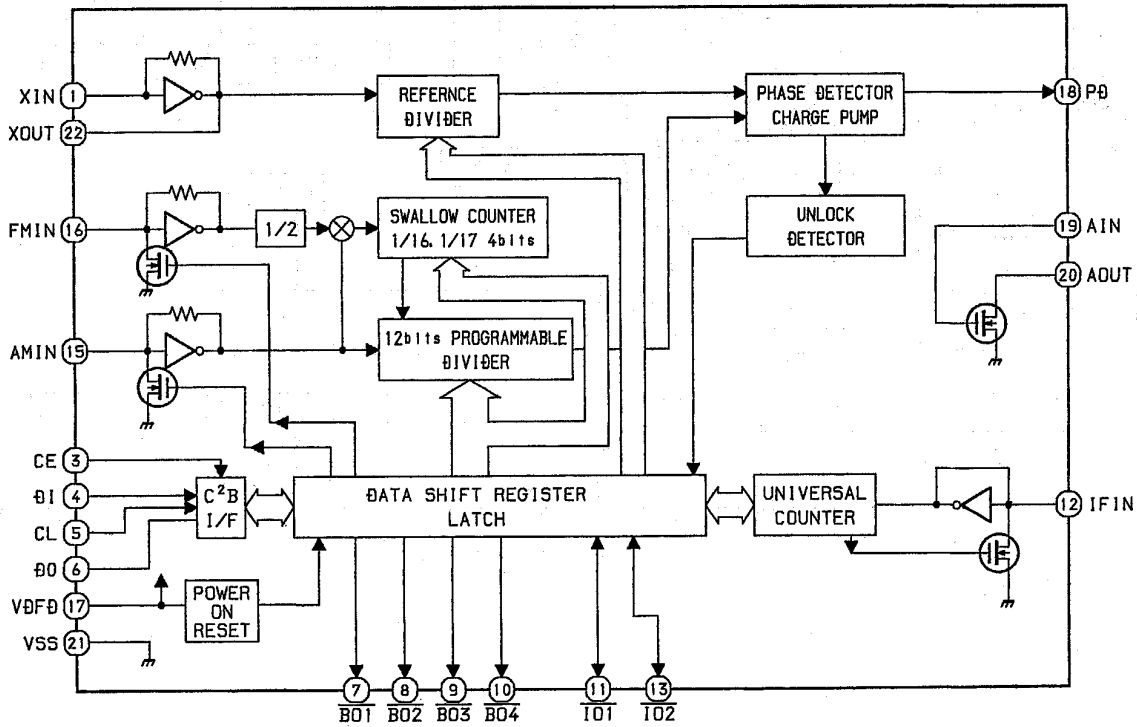 XIN 1
XOUT 22
REFERNCE
DIVIDER
PHASE DETECTOR
CHARGE PUMP
18 PD
FMIN 16
1/2
SWALLOW COUNTER
1/16. 1/17 4bits
UNLOCK
DETECTOR
19 AIN
20 AOUT
AMIN 15
12bits PROGRAMMABLE
DIVIDER
CE 3
DI 4
CL 5
DO 6
C²B
I/F
DATA SHIFT REGISTER
LATCH
UNIVERSAL
COUNTER
12 IFIN
VDFD 17
VSS 21
POWER
ON
RESET
7 8 9 10 11 13
BO1 BO2 BO3 BO4 IO1 IO2